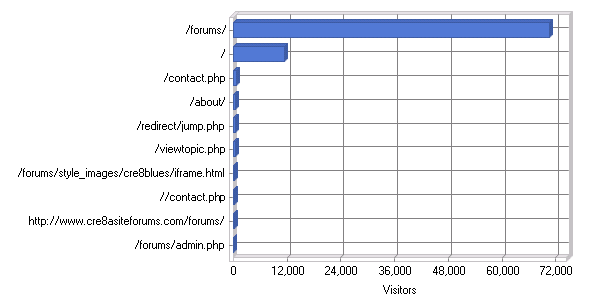 /forums/
/
/contact.php
/about/
/redirect/jump.php
/viewtopic.php
/forums/style_images/cre8blues/iframe.html
//contact.php
http://www.cre8asiteforums.com/forums/
/forums/admin.php
0 12,000 24,000 36,000 48,000 60,000 72,000
Visitors